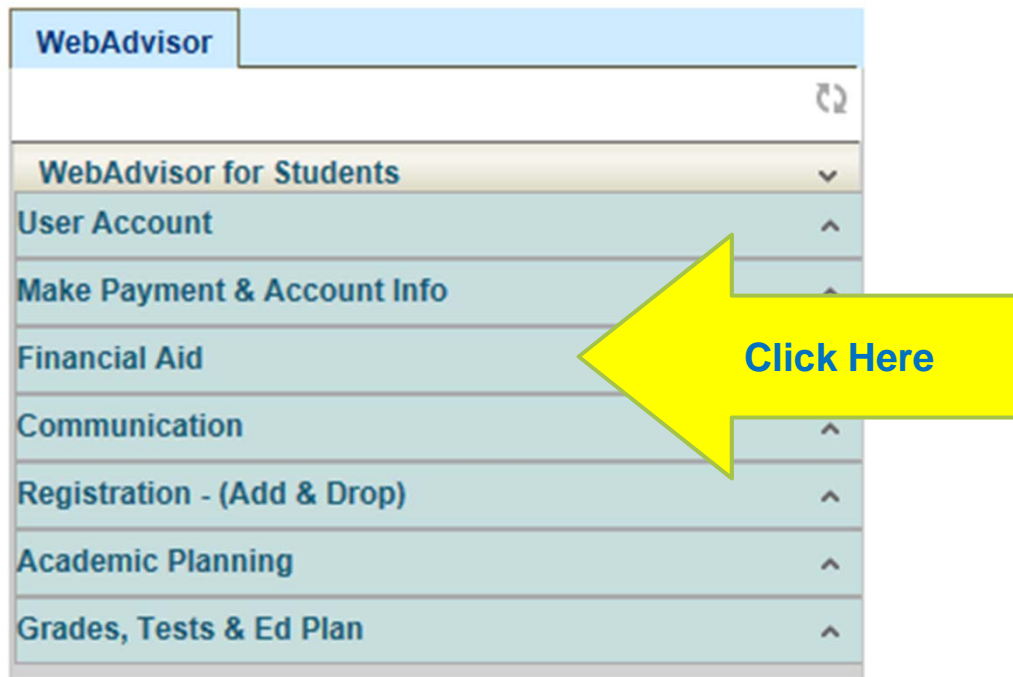 WebAdvisor
WebAdvisor for Students
User Account
Make Payment & Account Info
Financial Aid
Click Here
Communication
Registration - (Add & Drop)
Academic Planning
Grades, Tests & Ed Plan